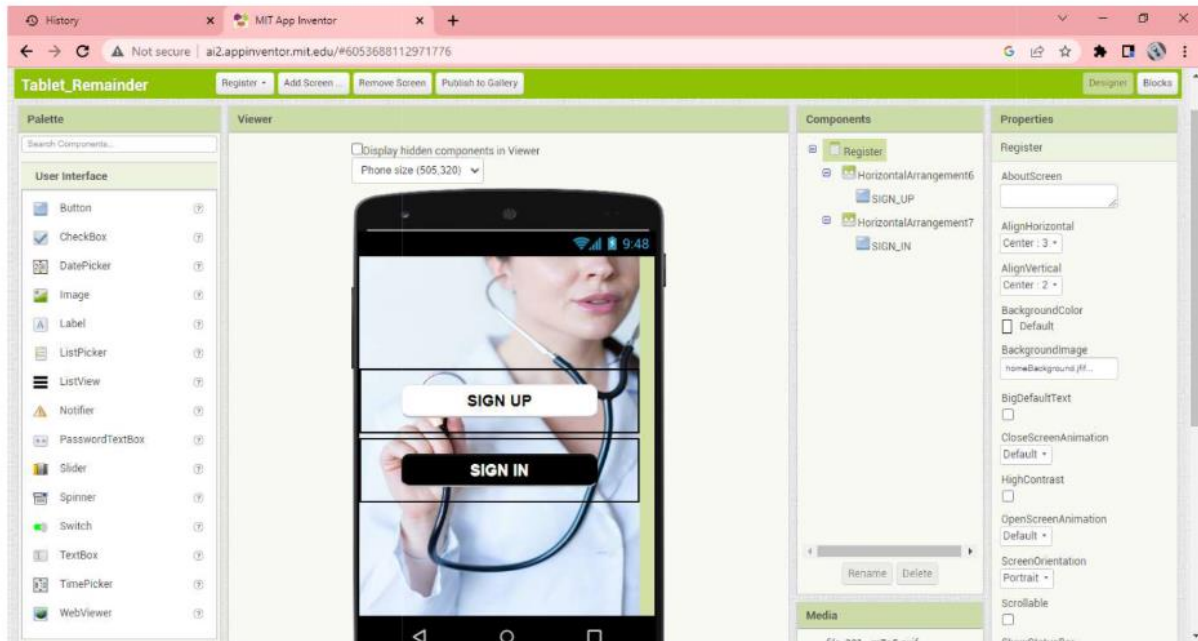 History
MIT App Inventor
Not secure | ai2.appinventor.mit.edu/#6053688112971776
Tablet_Remainder
Register
Add Screen ...
Remove Screen
Publish to Gallery
Designer
Blocks
Palette
Search Components...
User Interface
Button
CheckBox
DatePicker
Image
Label
ListPicker
ListView
Notifier
PasswordTextBox
Slider
Spinner
Switch
TextBox
TimePicker
WebViewer
Viewer
Display hidden components in Viewer
Phone size (505,320)
9:48
SIGN UP
SIGN IN
Components
Register
HorizontalArrangement6
SIGN_UP
HorizontalArrangement7
SIGN_IN
Rename
Delete
Media
Properties
Register
AboutScreen
AlignHorizontal
Center : 3
AlignVertical
Center : 2
BackgroundColor
Default
BackgroundImage
homeBackground.jfif...
BigDefaultText
CloseScreenAnimation
Default
HighContrast
OpenScreenAnimation
Default
ScreenOrientation
Portrait
Scrollable